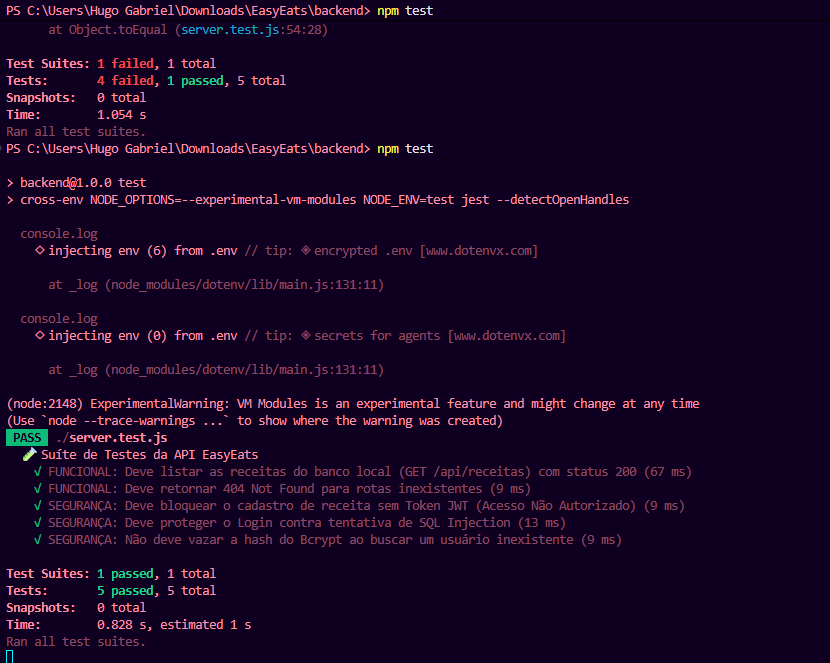 PS C:\Users\Hugo Gabriel\Downloads\EasyEats\backend> npm test
at Object.toEqual (server.test.js:54:28)
Test Suites: 1 failed, 1 total
Tests: 4 failed, 1 passed, 5 total
Snapshots: 0 total
Time: 1.054 s
Ran all test suites.
PS C:\Users\Hugo Gabriel\Downloads\EasyEats\backend> npm test
> backend@1.0.0 test
> cross-env NODE_OPTIONS=--experimental-vm-modules NODE_ENV=test jest --detectOpenHandles
console.log
◇ injecting env (6) from .env // tip: ◈ encrypted .env [www.dotenvx.com]
at _log (node_modules/dotenv/lib/main.js:131:11)
console.log
◇ injecting env (0) from .env // tip: ◈ secrets for agents [www.dotenvx.com]
at _log (node_modules/dotenv/lib/main.js:131:11)
(node:2148) ExperimentalWarning: VM Modules is an experimental feature and might change at any time
(Use `node --trace-warnings ...` to show where the warning was created)
PASS ./server.test.js
🧪 Suíte de Testes da API EasyEats
√ FUNCIONAL: Deve listar as receitas do banco local (GET /api/receitas) com status 200 (67 ms)
√ FUNCIONAL: Deve retornar 404 Not Found para rotas inexistentes (9 ms)
√ SEGURANÇA: Deve bloquear o cadastro de receita sem Token JWT (Acesso Não Autorizado) (9 ms)
√ SEGURANÇA: Deve proteger o Login contra tentativa de SQL Injection (13 ms)
√ SEGURANÇA: Não deve vazar a hash do Bcrypt ao buscar um usuário inexistente (9 ms)
Test Suites: 1 passed, 1 total
Tests: 5 passed, 5 total
Snapshots: 0 total
Time: 0.828 s, estimated 1 s
Ran all test suites.